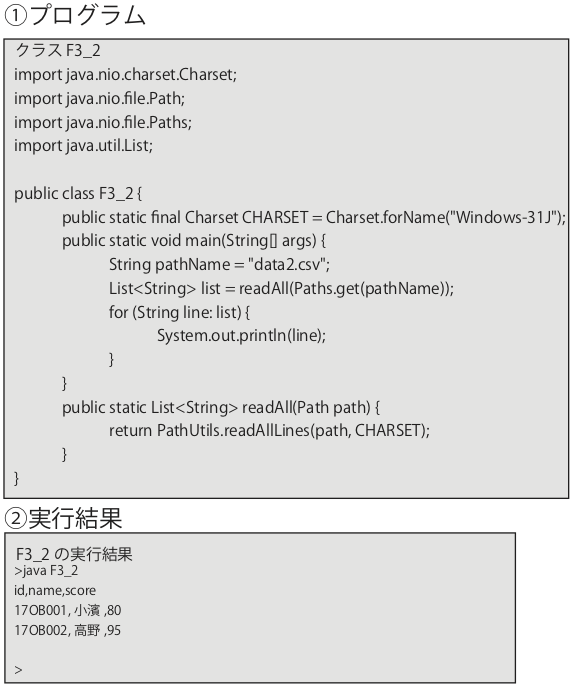 ①プログラム
クラス F3_2
import java.nio.charset.Charset;
import java.nio.file.Path;
import java.nio.file.Paths;
import java.util.List;
public class F3_2 {
public static final Charset CHARSET = Charset.forName("Windows-31J");
public static void main(String[] args) {
String pathName = "data2.csv";
List<String> list = readAll(Paths.get(pathName));
for (String line: list) {
System.out.println(line);
}
}
public static List<String> readAll(Path path) {
return PathUtils.readAllLines(path, CHARSET);
}
}
②実行結果
F3_2 の実行結果
>java F3_2
id,name,score
17OB001, 小濱 ,80
17OB002, 高野 ,95
>